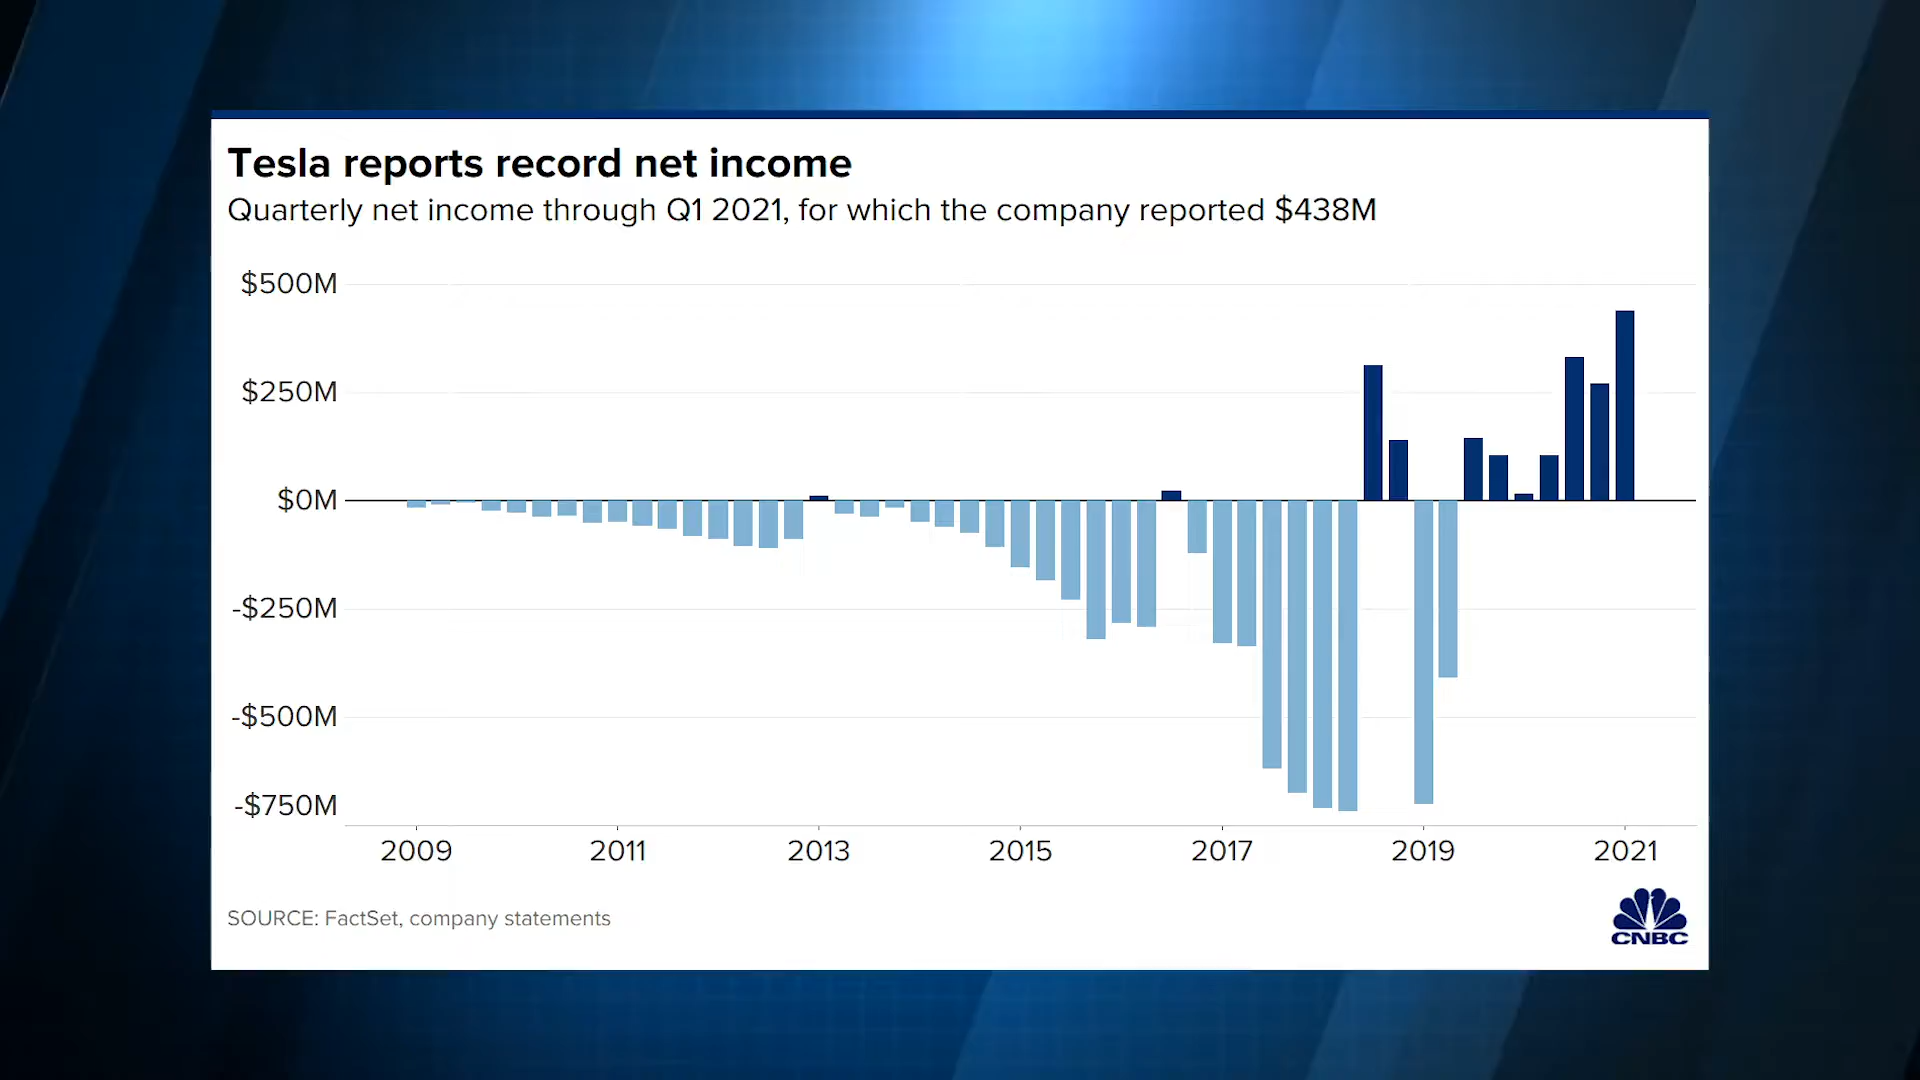 Tesla reports record net income
Quarterly net income through Q1 2021, for which the company reported $438M
$500M
$250M
$0M
-$250M
-$500M
-$750M
2009 2011 2013 2015 2017 2019 2021
SOURCE: FactSet, company statements
CNBC